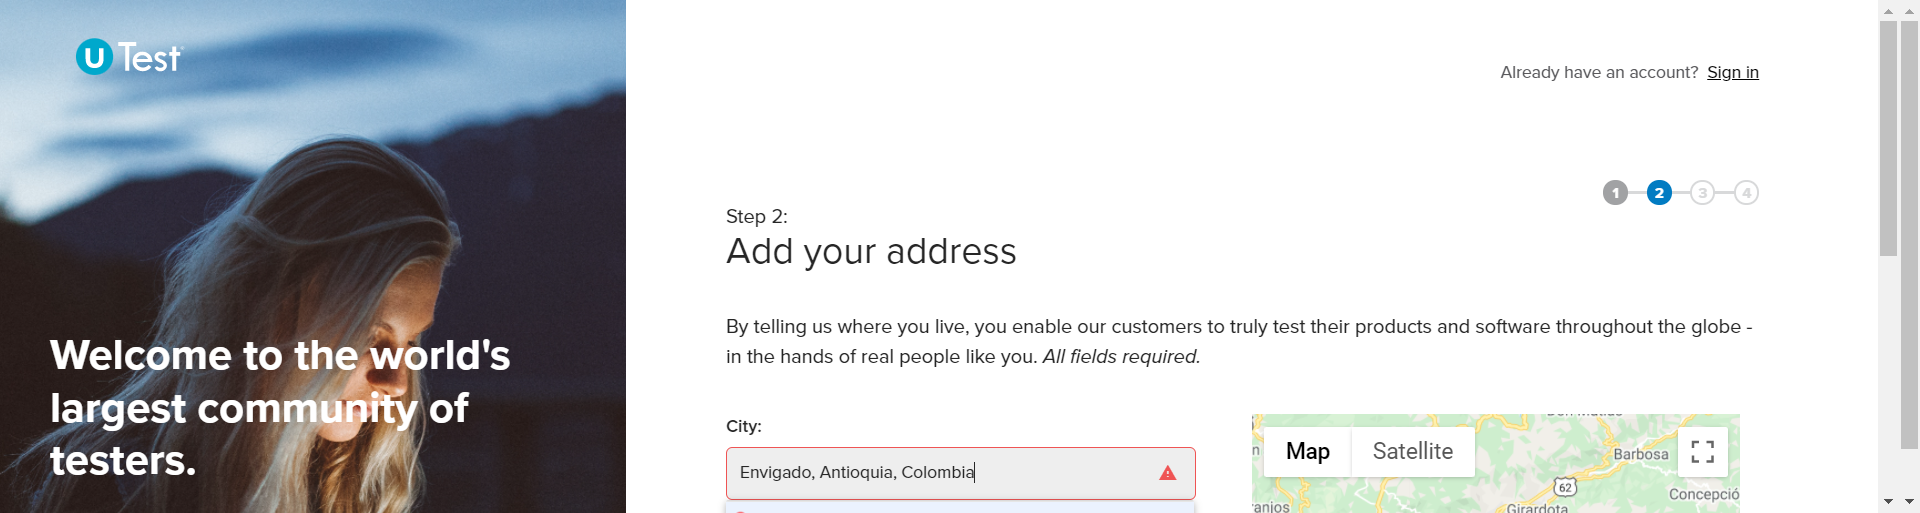 U Test
Already have an account? Sign in
1 2 3 4
Step 2:
Add your address
By telling us where you live, you enable our customers to truly test their products and software throughout the globe -
in the hands of real people like you. All fields required.
Welcome to the world's
largest community of
testers.
City:
Envigado, Antioquia, Colombia
Map Satellite
Barbosa
62
Concepció
Girardota